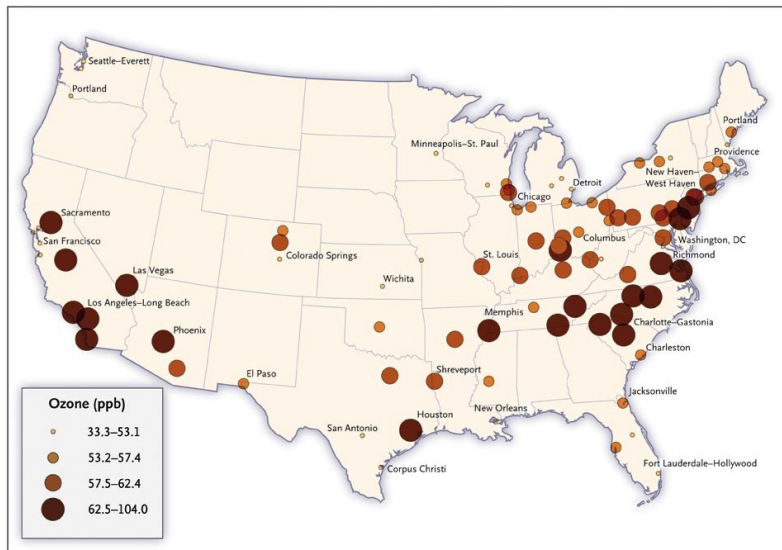 Seattle–Everett
Portland
Minneapolis–St. Paul
Portland
Providence
New Haven–
West Haven
Detroit
Chicago
Sacramento
San Francisco
Colorado Springs
Columbus
Washington, DC
St. Louis
Richmond
Las Vegas
Wichita
Los Angeles–Long Beach
Memphis
Charlotte–Gastonia
Phoenix
Charleston
El Paso
Shreveport
Jacksonville
Ozone (ppb)
33.3–53.1
53.2–57.4
57.5–62.4
62.5–104.0
Houston
New Orleans
San Antonio
Corpus Christi
Fort Lauderdale–Hollywood